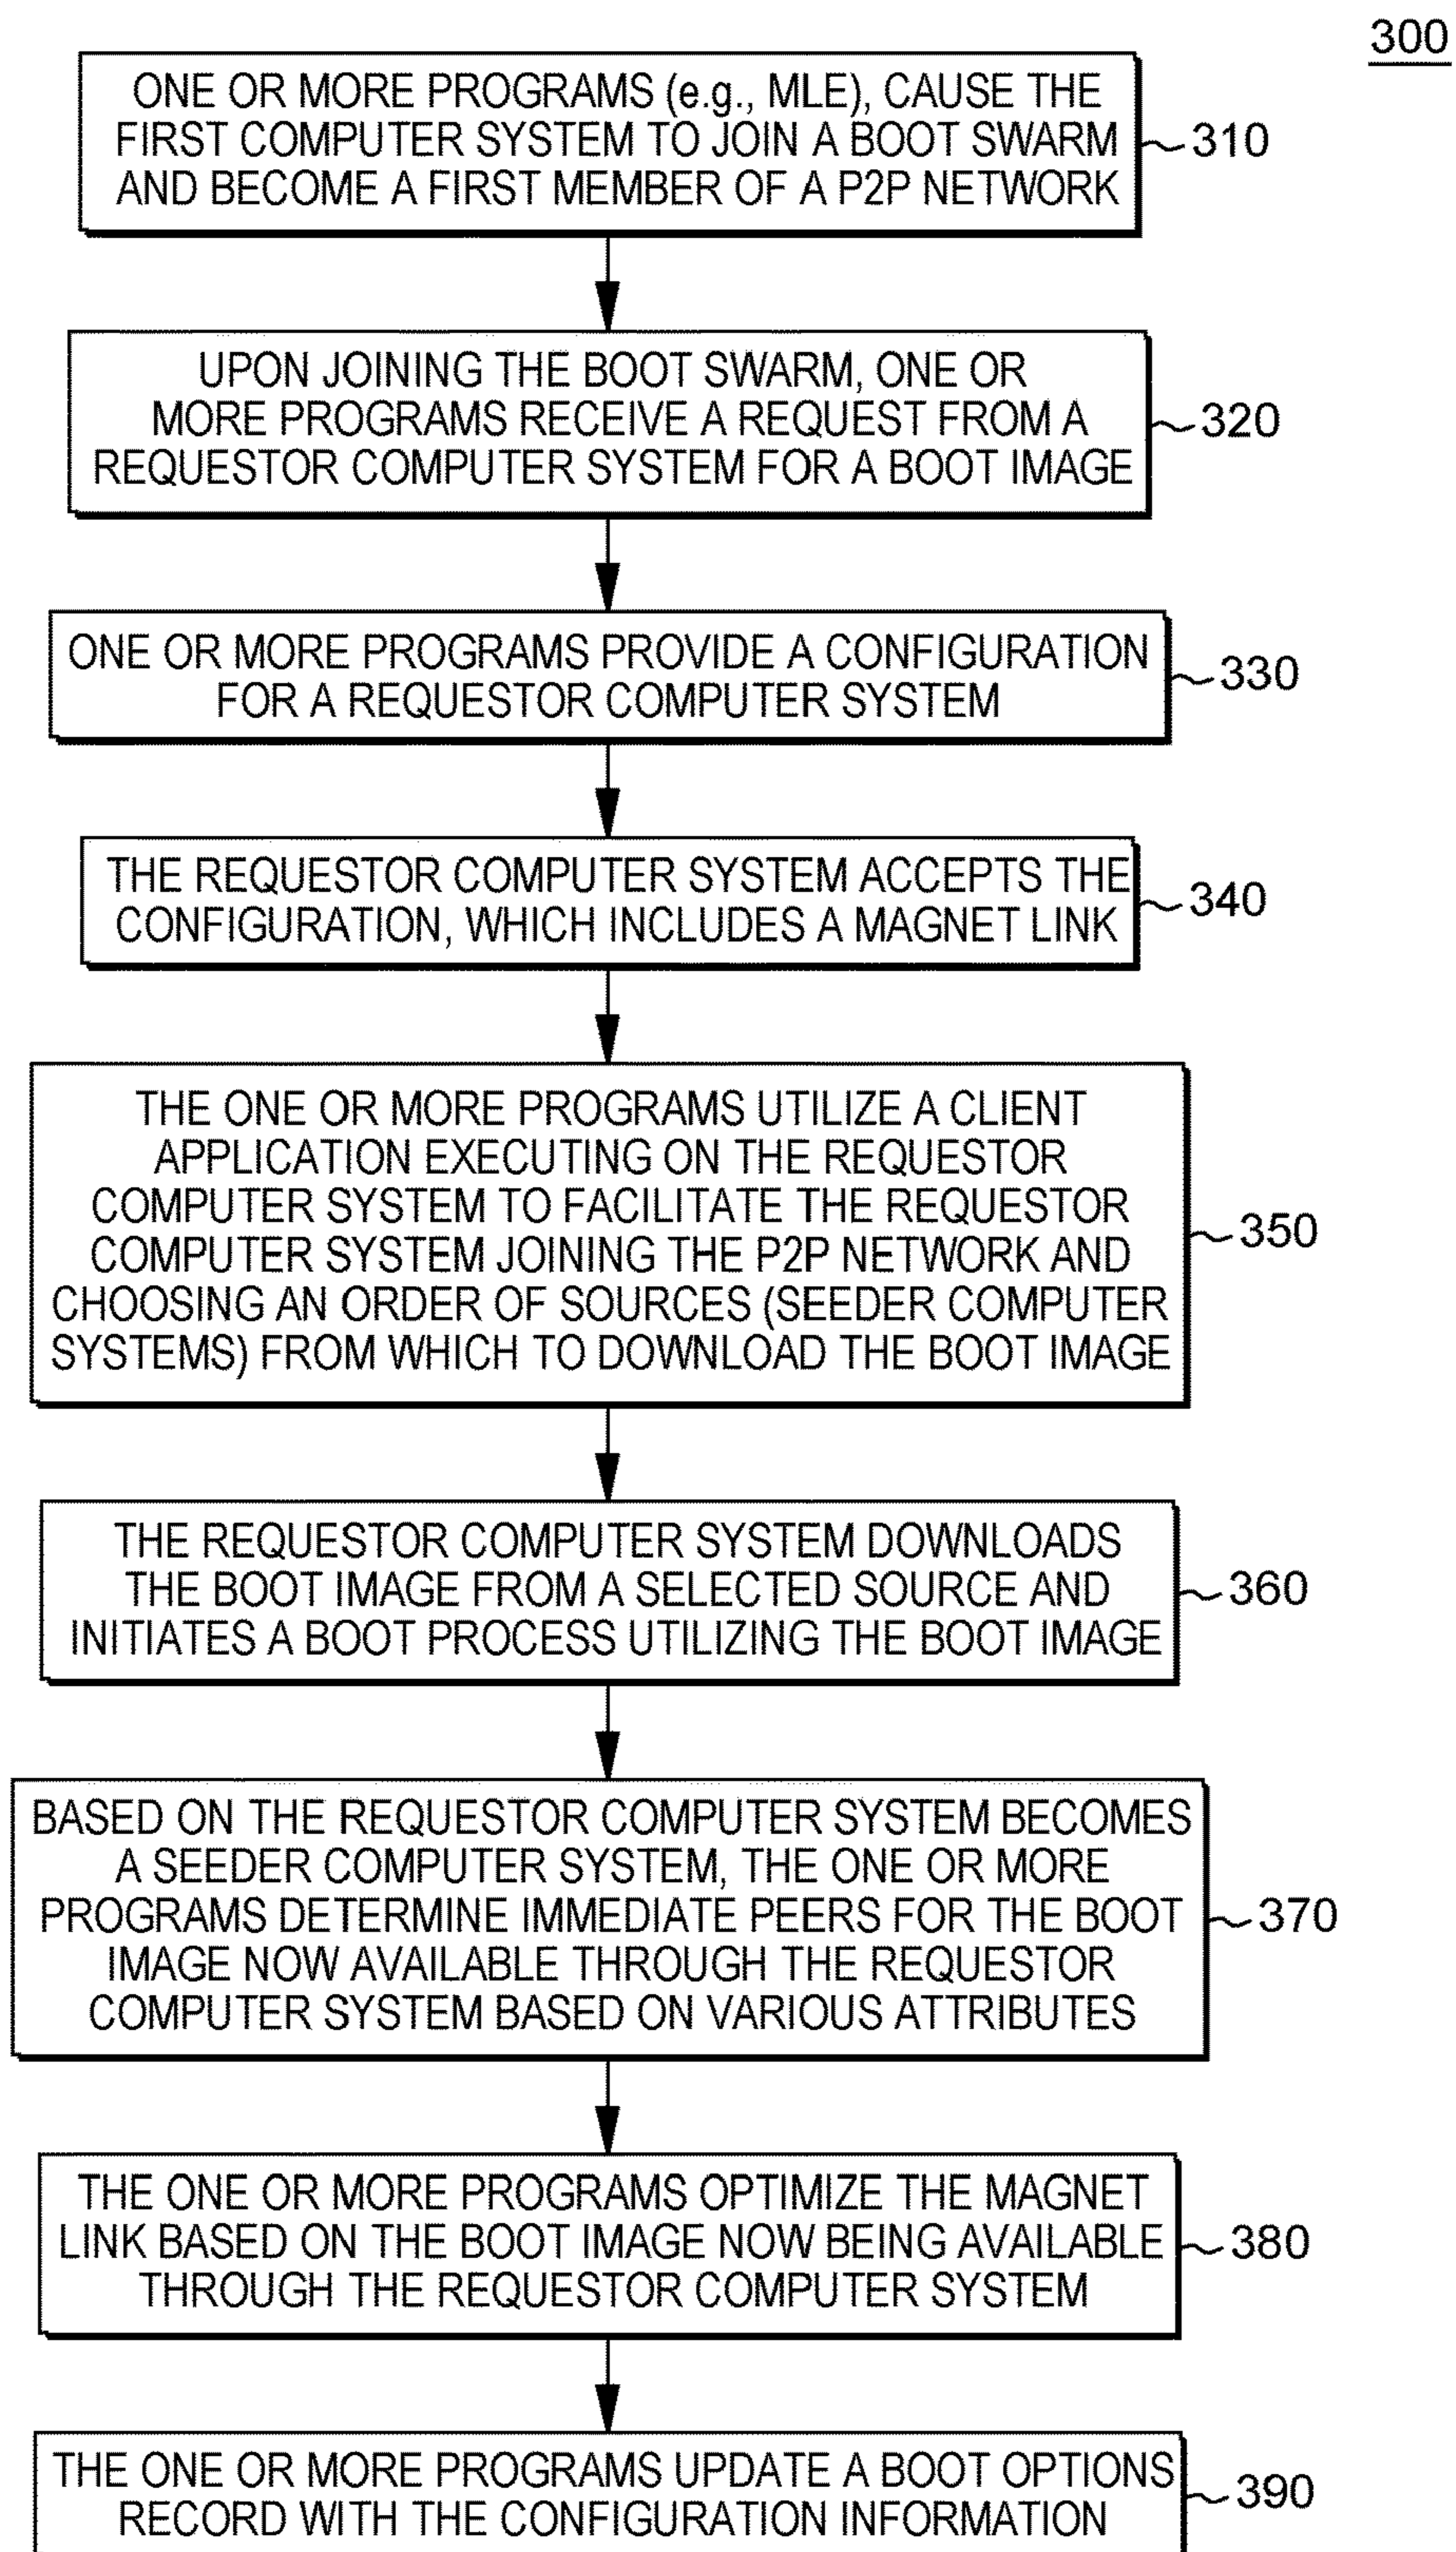 300
ONE OR MORE PROGRAMS (e.g., MLE), CAUSE THE
FIRST COMPUTER SYSTEM TO JOIN A BOOT SWARM
AND BECOME A FIRST MEMBER OF A P2P NETWORK
310
UPON JOINING THE BOOT SWARM, ONE OR
MORE PROGRAMS RECEIVE A REQUEST FROM A
REQUESTOR COMPUTER SYSTEM FOR A BOOT IMAGE
320
ONE OR MORE PROGRAMS PROVIDE A CONFIGURATION
FOR A REQUESTOR COMPUTER SYSTEM
330
THE REQUESTOR COMPUTER SYSTEM ACCEPTS THE
CONFIGURATION, WHICH INCLUDES A MAGNET LINK
340
THE ONE OR MORE PROGRAMS UTILIZE A CLIENT
APPLICATION EXECUTING ON THE REQUESTOR
COMPUTER SYSTEM TO FACILITATE THE REQUESTOR
COMPUTER SYSTEM JOINING THE P2P NETWORK AND
CHOOSING AN ORDER OF SOURCES (SEEDER COMPUTER
SYSTEMS) FROM WHICH TO DOWNLOAD THE BOOT IMAGE
350
THE REQUESTOR COMPUTER SYSTEM DOWNLOADS
THE BOOT IMAGE FROM A SELECTED SOURCE AND
INITIATES A BOOT PROCESS UTILIZING THE BOOT IMAGE
360
BASED ON THE REQUESTOR COMPUTER SYSTEM BECOMES
A SEEDER COMPUTER SYSTEM, THE ONE OR MORE
PROGRAMS DETERMINE IMMEDIATE PEERS FOR THE BOOT
IMAGE NOW AVAILABLE THROUGH THE REQUESTOR
COMPUTER SYSTEM BASED ON VARIOUS ATTRIBUTES
370
THE ONE OR MORE PROGRAMS OPTIMIZE THE MAGNET
LINK BASED ON THE BOOT IMAGE NOW BEING AVAILABLE
THROUGH THE REQUESTOR COMPUTER SYSTEM
380
THE ONE OR MORE PROGRAMS UPDATE A BOOT OPTIONS
RECORD WITH THE CONFIGURATION INFORMATION
390